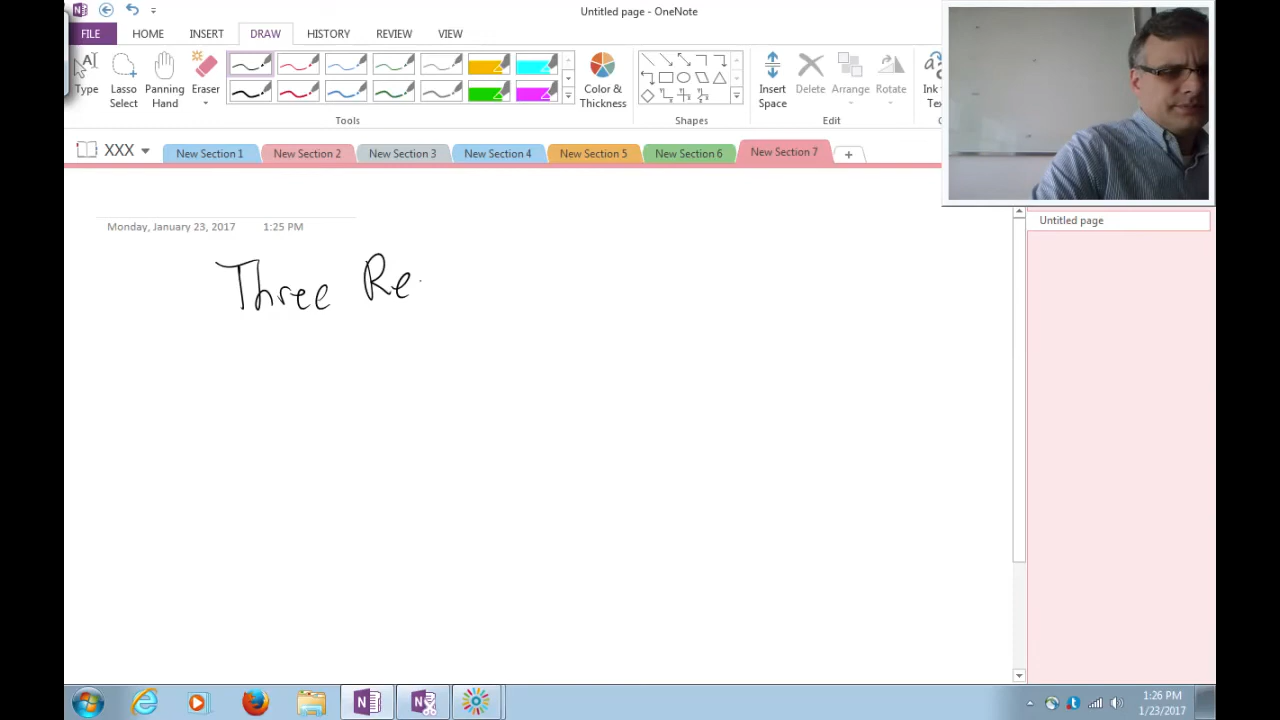 Untitled page - OneNote
FILE HOME INSERT DRAW HISTORY REVIEW VIEW
Type
Lasso Select
Panning Hand
Eraser
Color & Thickness
Insert Space
Delete
Arrange
Rotate
Ink to Tex
Tools
Shapes
Edit
XXX New Section 1 New Section 2 New Section 3 New Section 4 New Section 5 New Section 6 New Section 7
Untitled page
Monday, January 23, 2017 1:25 PM
Three Re
1:26 PM
1/23/2017